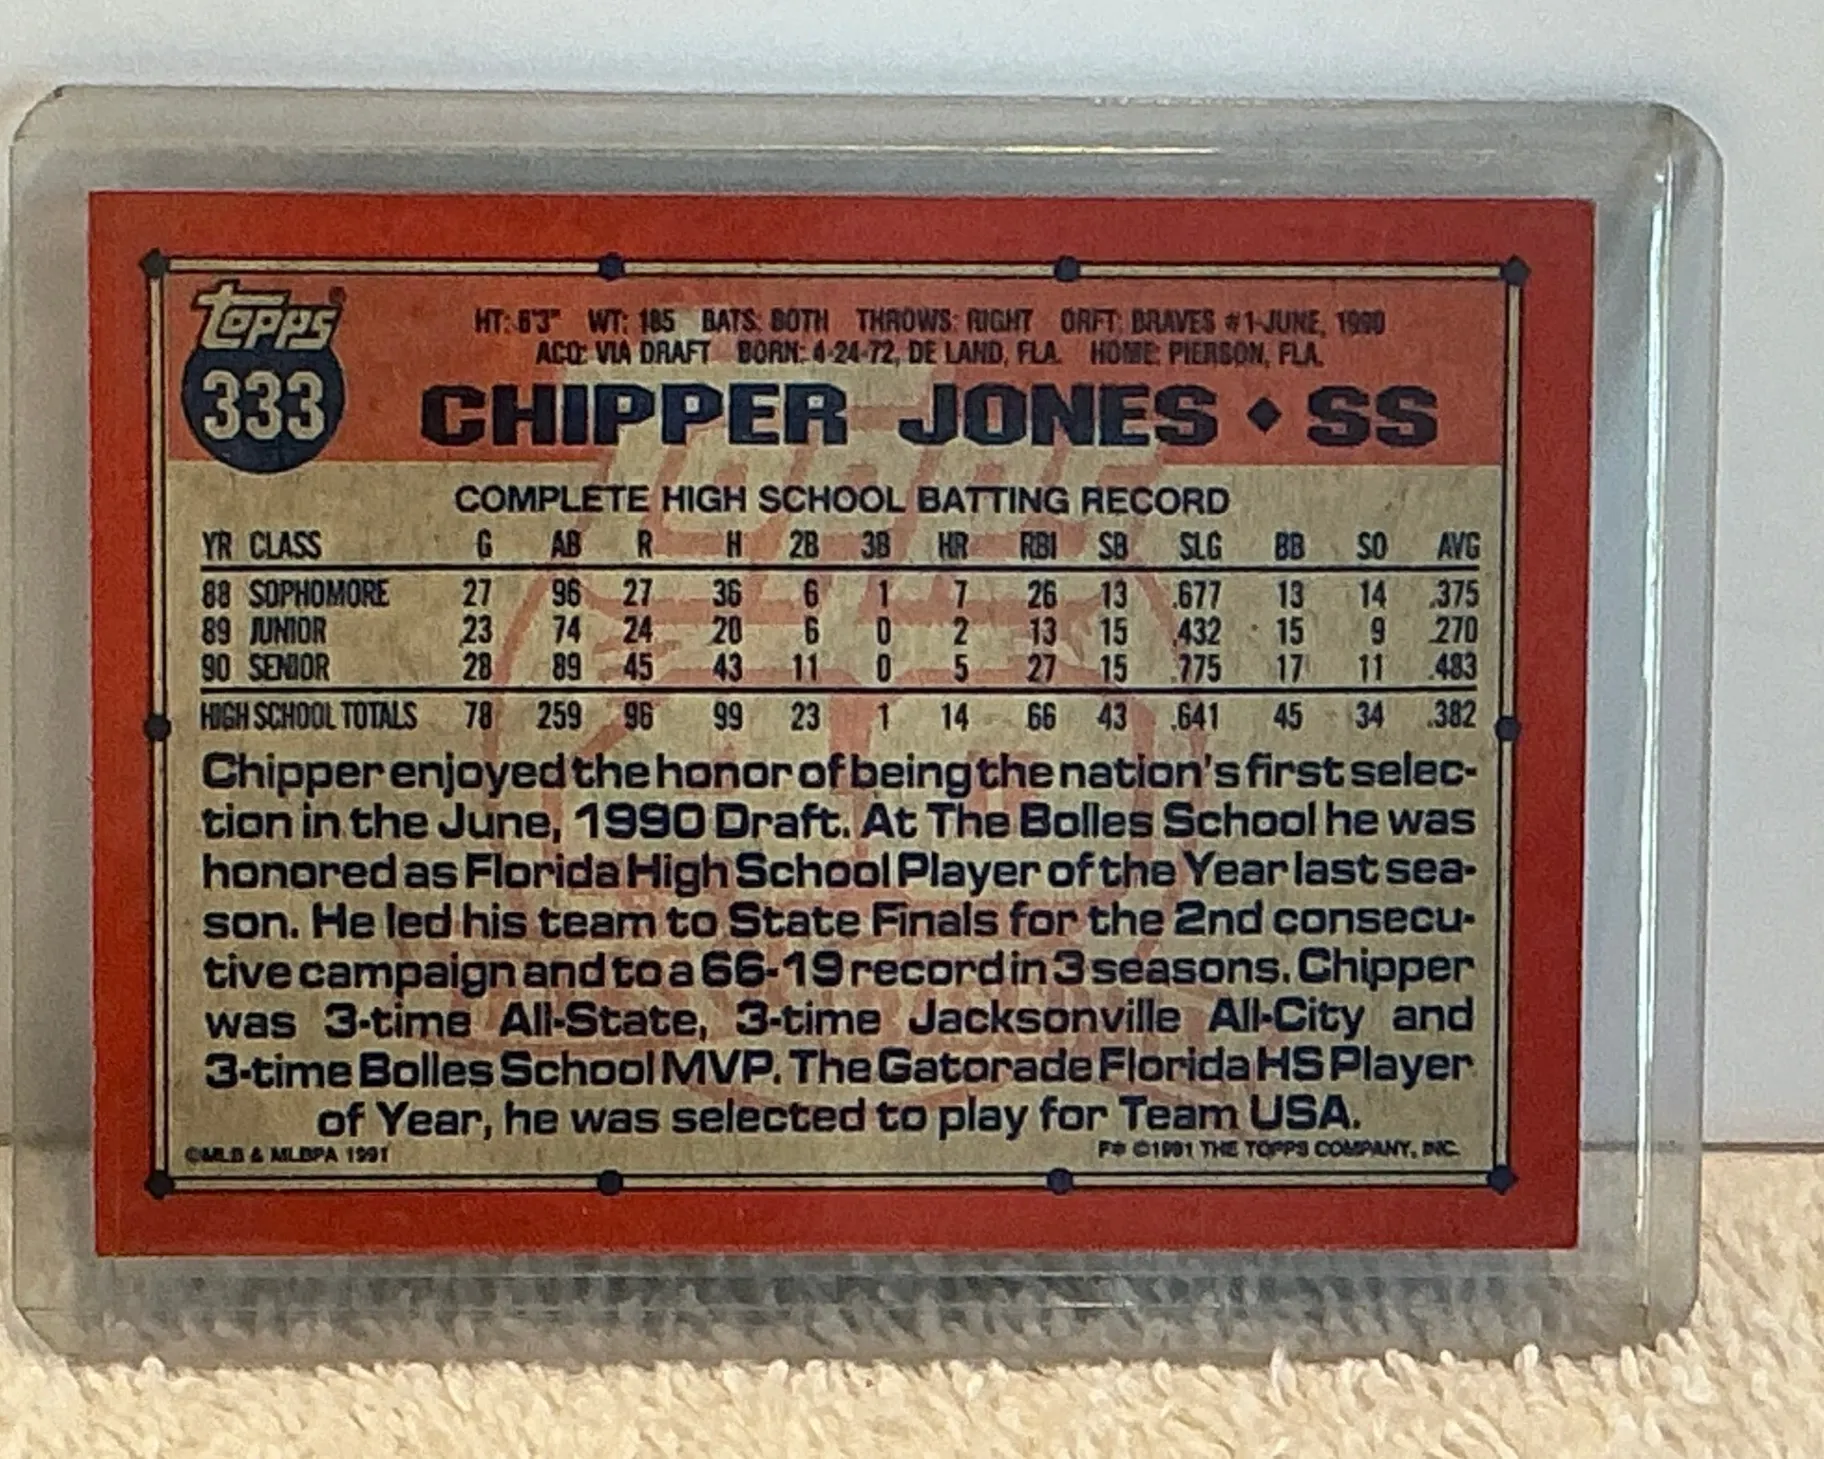 topps®
333
HT: 6'3" WT: 185 BATS: BOTH THROWS: RIGHT DRFT: BRAVES #1-JUNE, 1990
ACQ: VIA DRAFT BORN: 4-24-72, DE LAND, FLA. HOME: PIERSON, FLA.
CHIPPER JONES ◆ SS
COMPLETE HIGH SCHOOL BATTING RECORD
YR CLASS G AB R H 2B 3B HR RBI SB SLG BB SO AVG
88 SOPHOMORE 27 96 27 36 6 1 7 26 13 .677 13 14 .375
89 JUNIOR 23 74 24 20 6 0 2 13 15 .432 15 9 .270
90 SENIOR 28 89 45 43 11 0 5 27 15 .775 17 11 .483
HIGH SCHOOL TOTALS 78 259 96 99 23 1 14 66 43 .641 45 34 .382
Chipper enjoyed the honor of being the nation's first selec-
tion in the June, 1990 Draft. At The Bolles School he was
honored as Florida High School Player of the Year last sea-
son. He led his team to State Finals for the 2nd consecu-
tive campaign and to a 66-19 record in 3 seasons. Chipper
was 3-time All-State, 3-time Jacksonville All-City and
3-time Bolles School MVP. The Gatorade Florida HS Player
of Year, he was selected to play for Team USA.
©MLB & MLBPA 1991
F* ©1991 THE TOPPS COMPANY, INC.